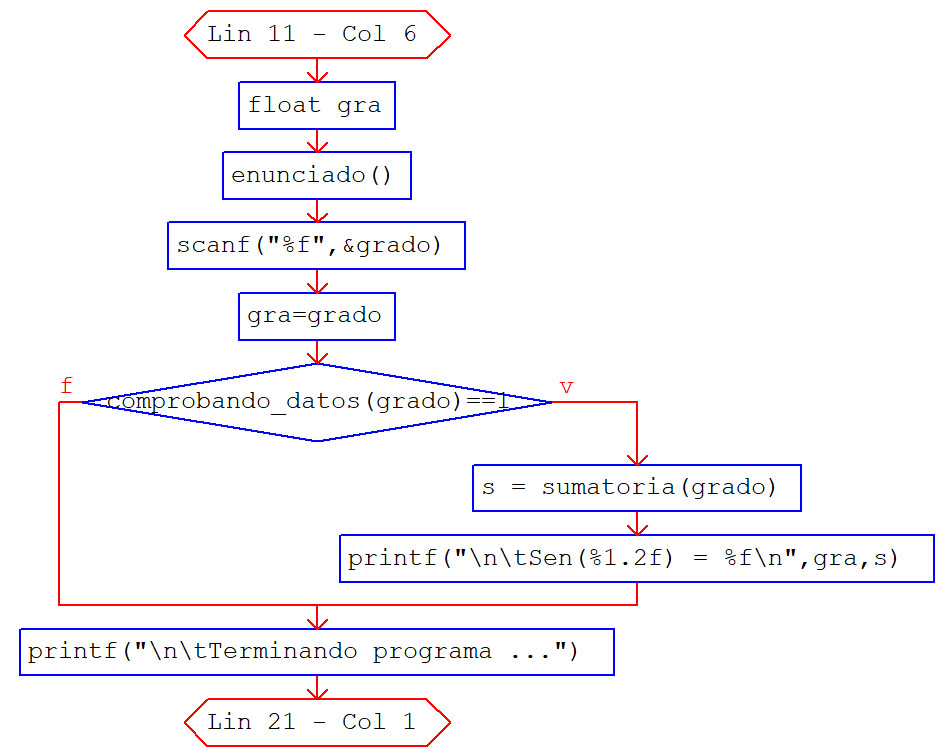 Lin 11 - Col 6
float gra
enunciado()
scanf("%f",&grado)
gra=grado
f
v
comprobando_datos(grado)==1
s = sumatoria(grado)
printf("\n\tSen(%1.2f) = %f\n",gra,s)
printf("\n\tTerminando programa ...")
Lin 21 - Col 1